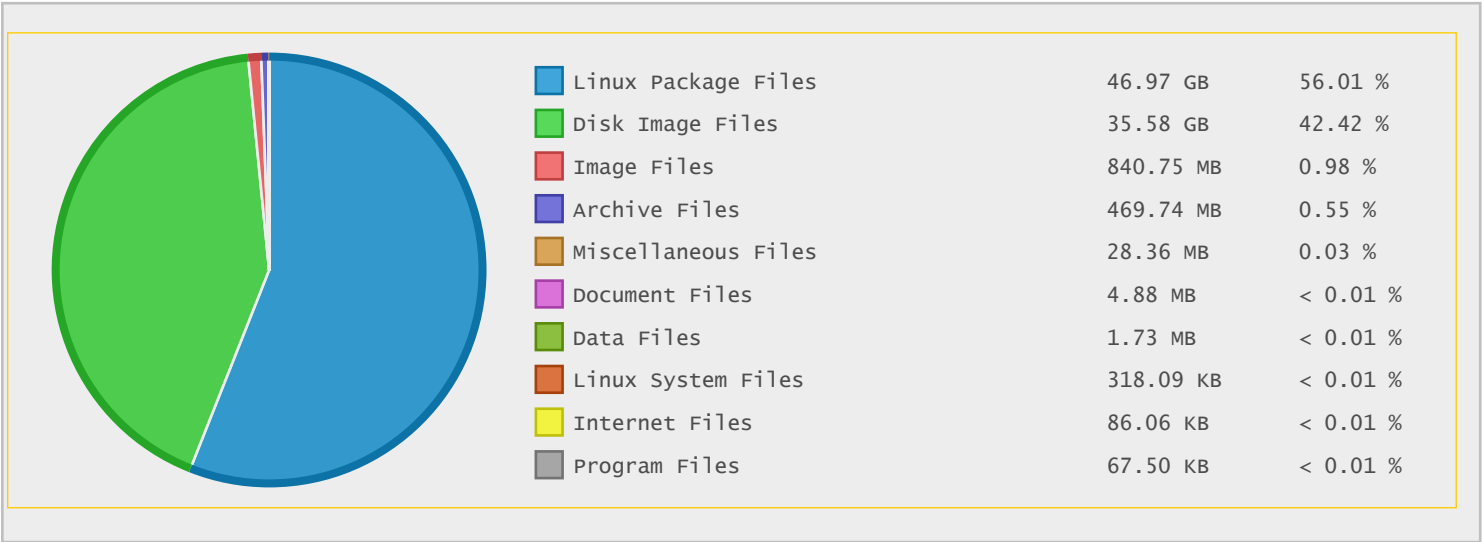 Linux Package Files 46.97 GB 56.01 %
Disk Image Files 35.58 GB 42.42 %
Image Files 840.75 MB 0.98 %
Archive Files 469.74 MB 0.55 %
Miscellaneous Files 28.36 MB 0.03 %
Document Files 4.88 MB < 0.01 %
Data Files 1.73 MB < 0.01 %
Linux System Files 318.09 KB < 0.01 %
Internet Files 86.06 KB < 0.01 %
Program Files 67.50 KB < 0.01 %